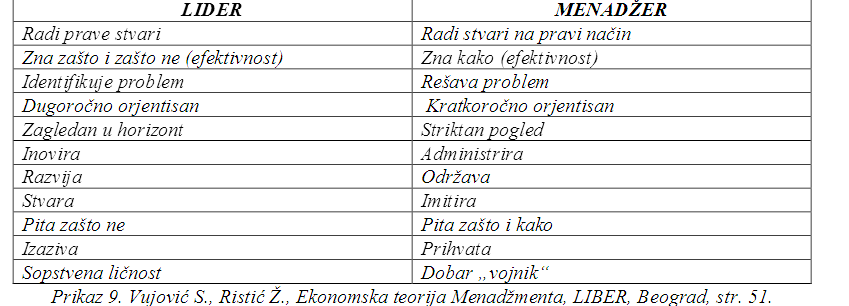 LIDER MENADŽER
Radi prave stvari Radi stvari na pravi način
Zna zašto i zašto ne (efektivnost) Zna kako (efektivnost)
Identifikuje problem Rešava problem
Dugoročno orjentisan Kratkoročno orjentisan
Zagledan u horizont Striktan pogled
Inovira Administrira
Razvija Održava
Stvara Imitira
Pita zašto ne Pita zašto i kako
Izaziva Prihvata
Sopstvena ličnost Dobar „vojnik“
Prikaz 9. Vujović S., Ristić Ž., Ekonomska teorija Menadžmenta, LIBER, Beograd, str. 51.